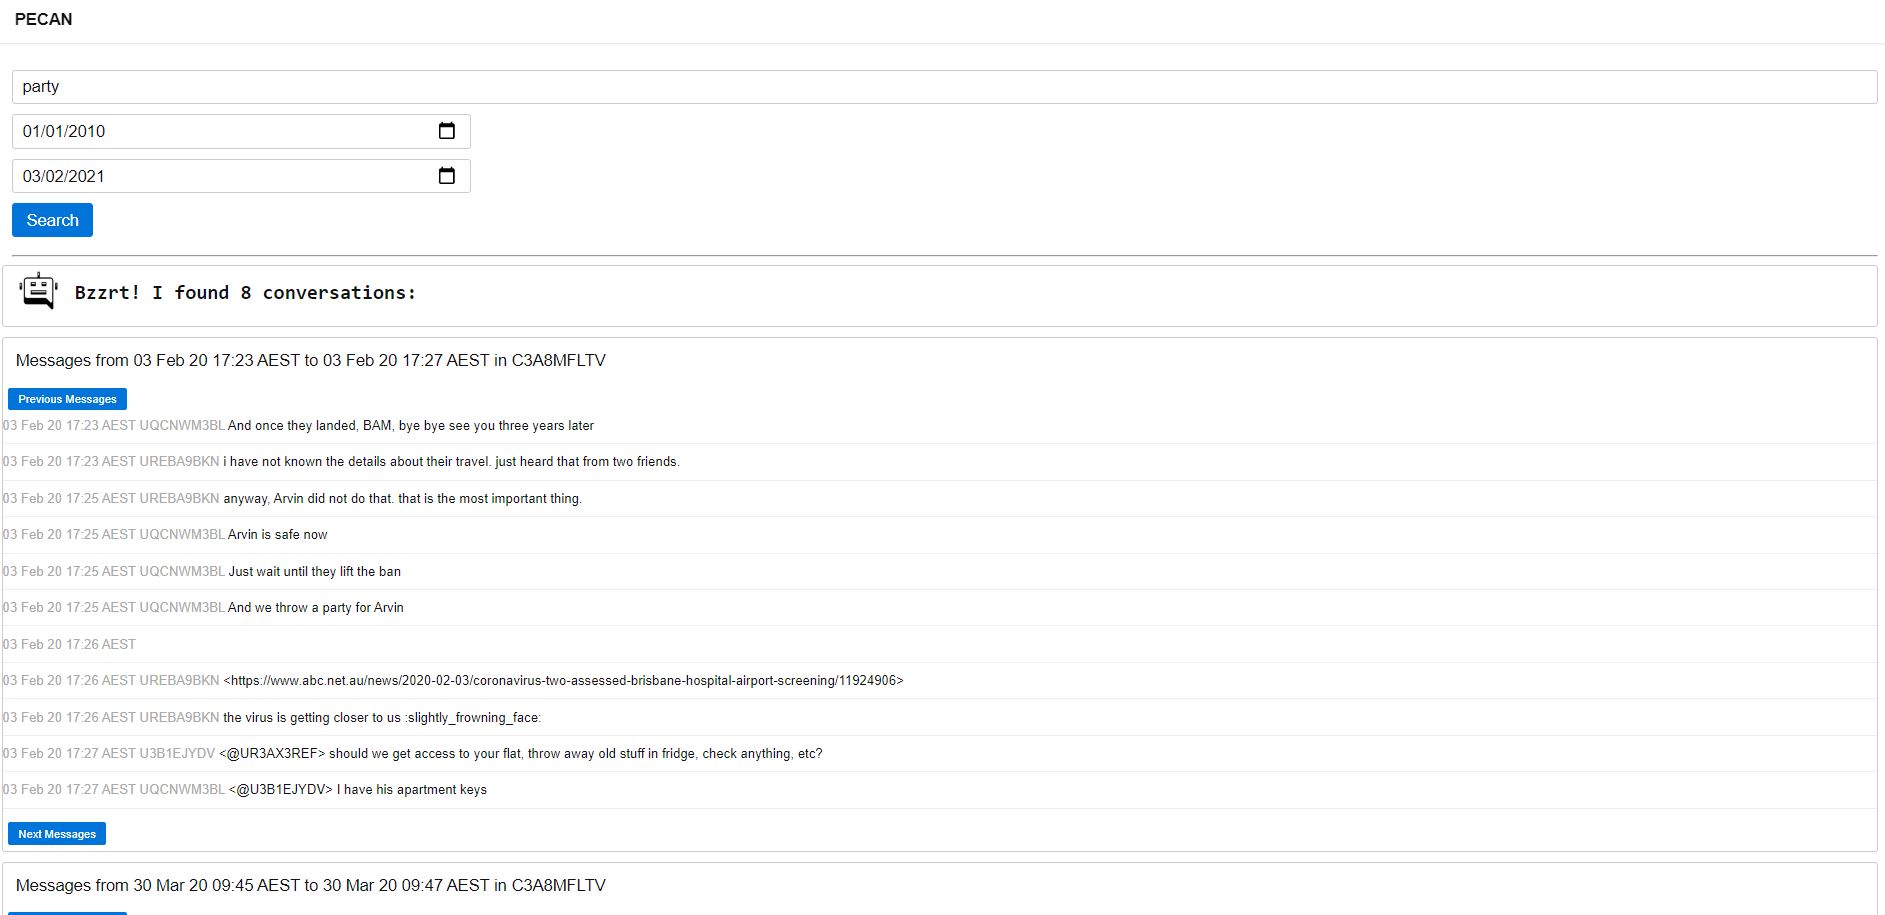 PECAN
party
01/01/2010
03/02/2021
Search
Bzzrt! I found 8 conversations:
Messages from 03 Feb 20 17:23 AEST to 03 Feb 20 17:27 AEST in C3A8MFLTV
Previous Messages
03 Feb 20 17:23 AEST UQCNWM3BL And once they landed, BAM, bye bye see you three years later
03 Feb 20 17:23 AEST UREBA9BKN i have not known the details about their travel. just heard that from two friends.
03 Feb 20 17:25 AEST UREBA9BKN anyway, Arvin did not do that. that is the most important thing.
03 Feb 20 17:25 AEST UQCNWM3BL Arvin is safe now
03 Feb 20 17:25 AEST UQCNWM3BL Just wait until they lift the ban
03 Feb 20 17:25 AEST UQCNWM3BL And we throw a party for Arvin
03 Feb 20 17:26 AEST
03 Feb 20 17:26 AEST UREBA9BKN <https://www.abc.net.au/news/2020-02-03/coronavirus-two-assessed-brisbane-hospital-airport-screening/11924906>
03 Feb 20 17:26 AEST UREBA9BKN the virus is getting closer to us :slightly_frowning_face:
03 Feb 20 17:27 AEST U3B1EJYDV <@UR3AX3REF> should we get access to your flat, throw away old stuff in fridge, check anything, etc?
03 Feb 20 17:27 AEST UQCNWM3BL <@U3B1EJYDV> I have his apartment keys
Next Messages
Messages from 30 Mar 20 09:45 AEST to 30 Mar 20 09:47 AEST in C3A8MFLTV